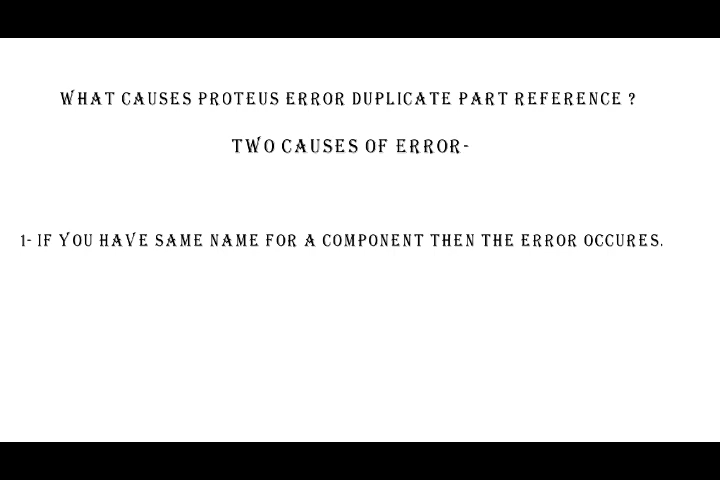 WHAT CAUSES PROTEUS ERROR DUPLICATE PART REFERENCE ?
TWO CAUSES OF ERROR-
1- IF YOU HAVE SAME NAME FOR A COMPONENT THEN THE ERROR OCCURES.